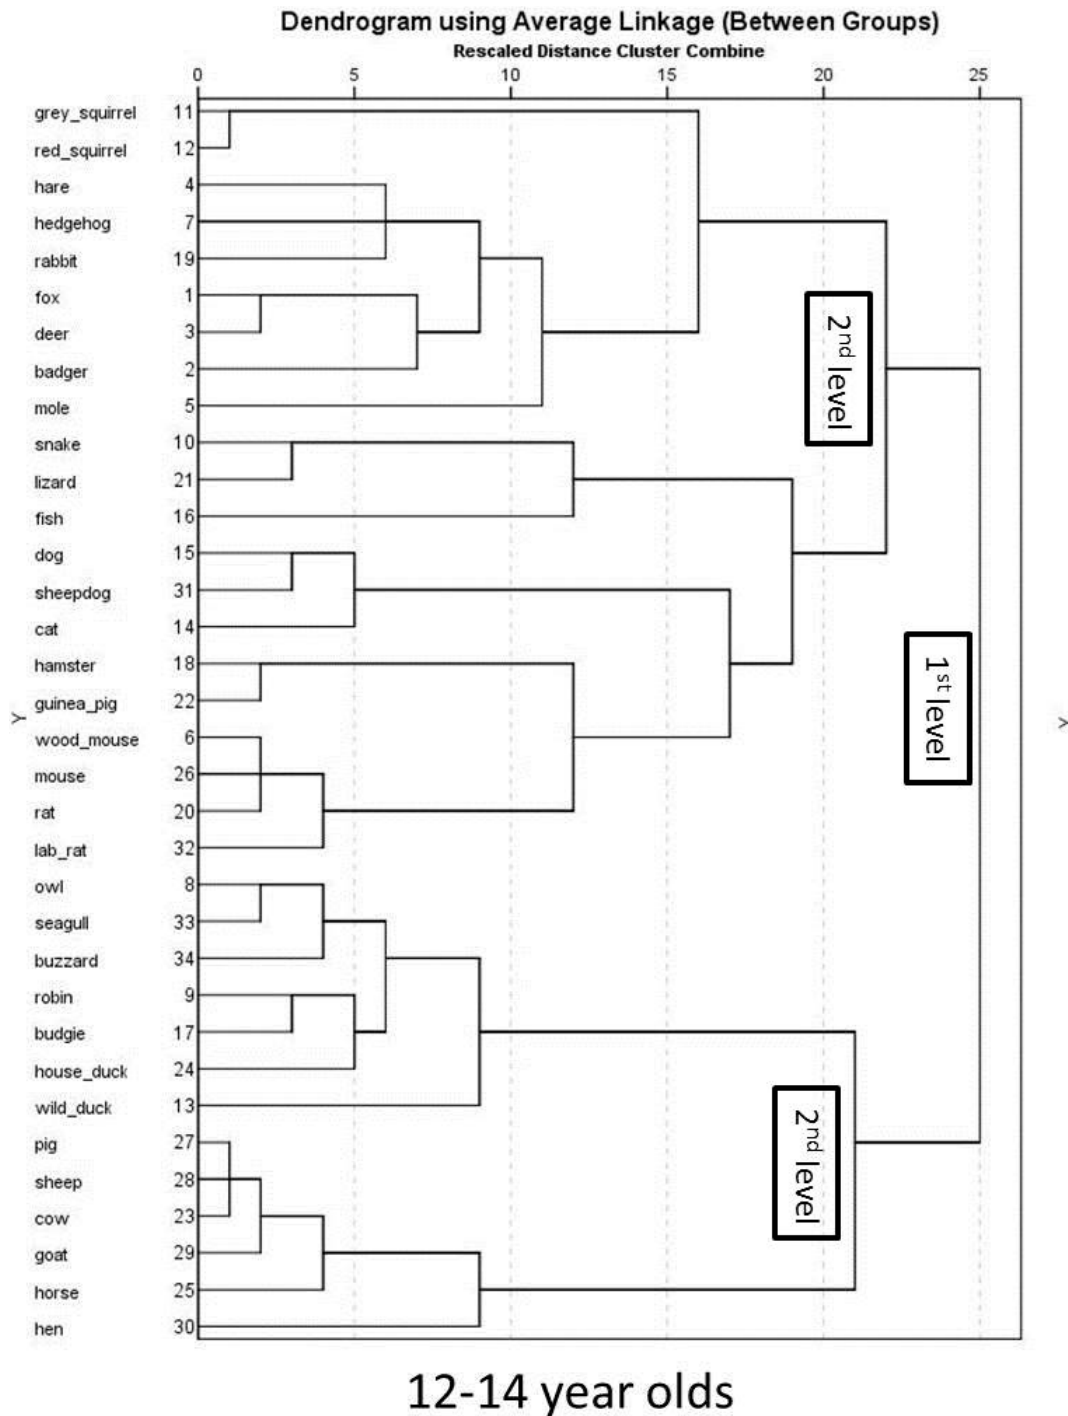 Dendrogram using Average Linkage (Between Groups)
Rescaled Distance Cluster Combine
0 5 10 15 20 25
grey_squirrel 11
red_squirrel 12
hare 4
hedgehog 7
rabbit 19
fox 1
deer 3
badger 2
mole 5
snake 10
lizard 21
fish 16
dog 15
sheepdog 31
cat 14
hamster 18
guinea_pig 22
wood_mouse 6
mouse 26
rat 20
lab_rat 32
owl 8
seagull 33
buzzard 34
robin 9
budgie 17
house_duck 24
wild_duck 13
pig 27
sheep 28
cow 23
goat 29
horse 25
hen 30
Y
2nd level
1st level
2nd level
12-14 year olds